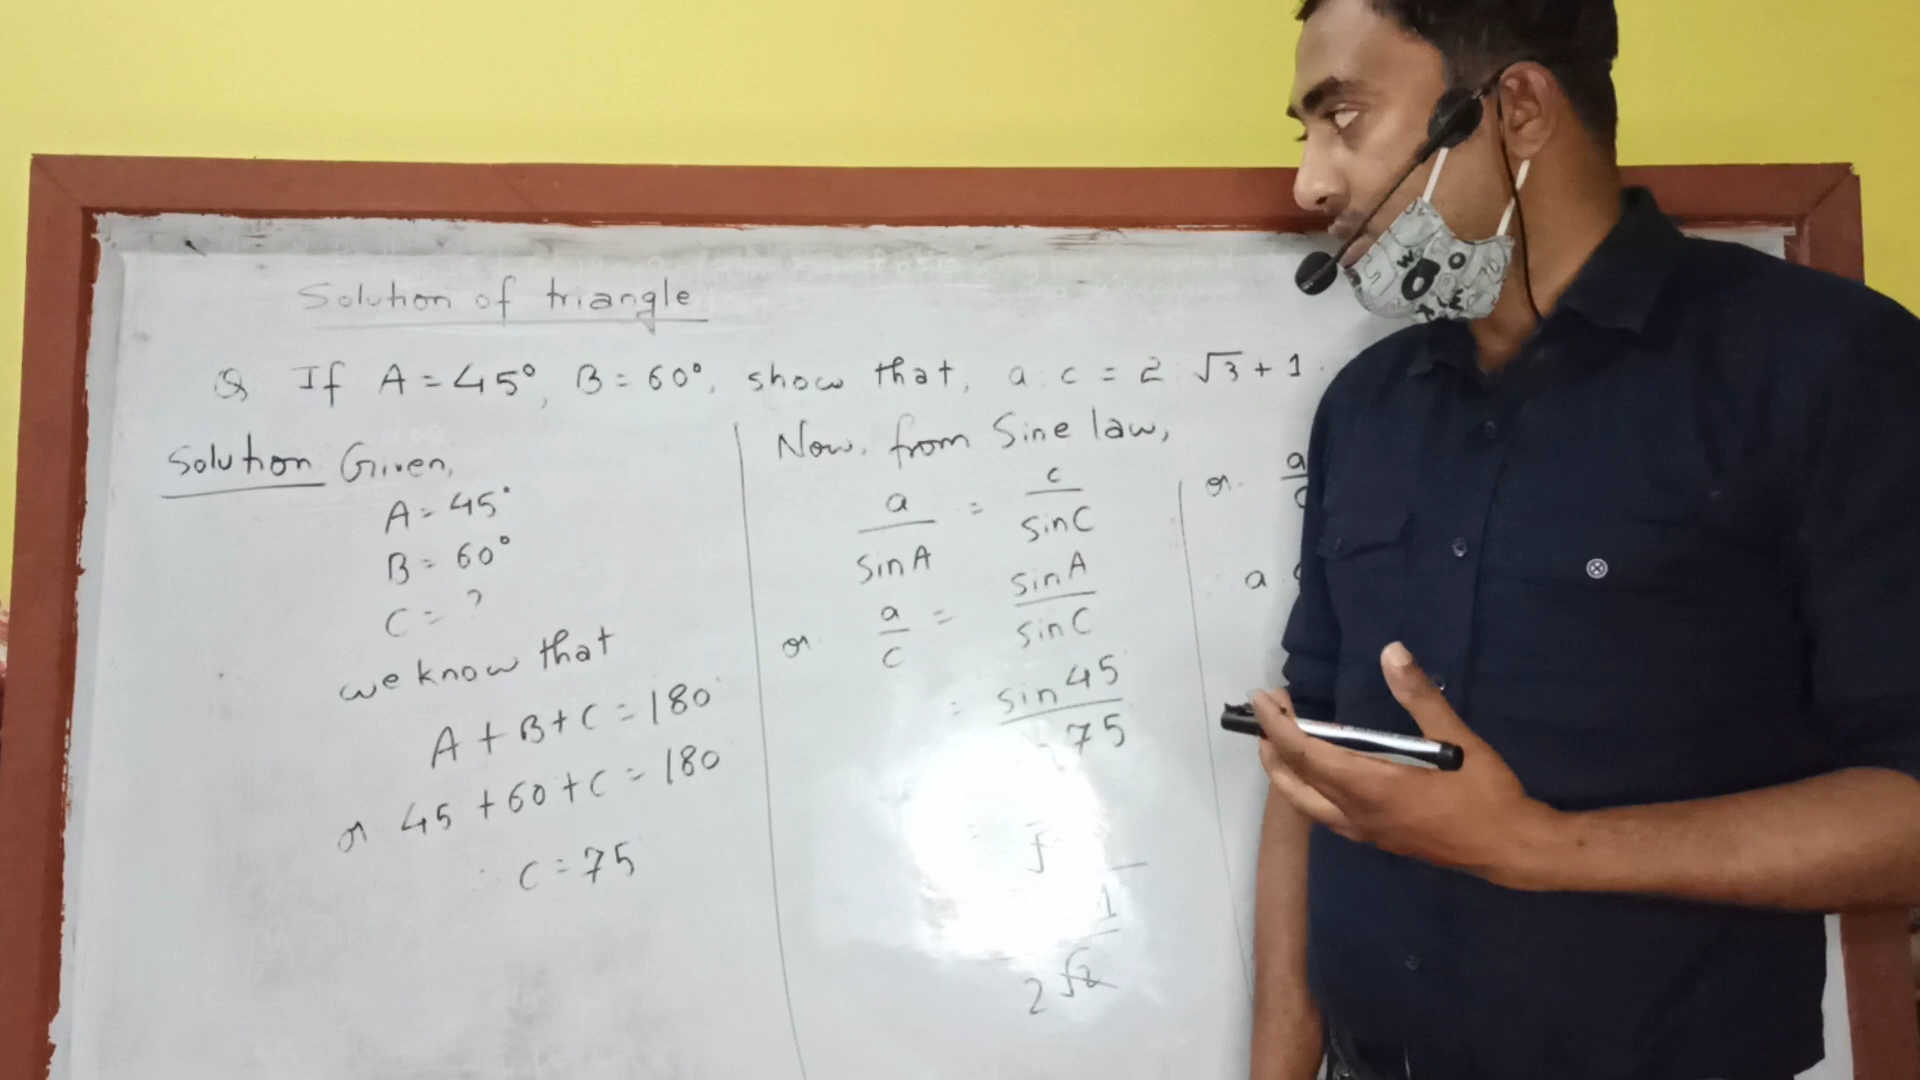 Solution of triangle
Q If A = 45°, B = 60°, show that, a : c = 2 : √3 + 1
Solution Given,
A = 45°
B = 60°
C = ?
we know that
A + B + C = 180
or 45 + 60 + C = 180
∴ C = 75
Now, from Sine law,
a/sinA = c/sinC
or a/c = sinA/sinC
= sin 45/75
=
1
2√2
or a
a